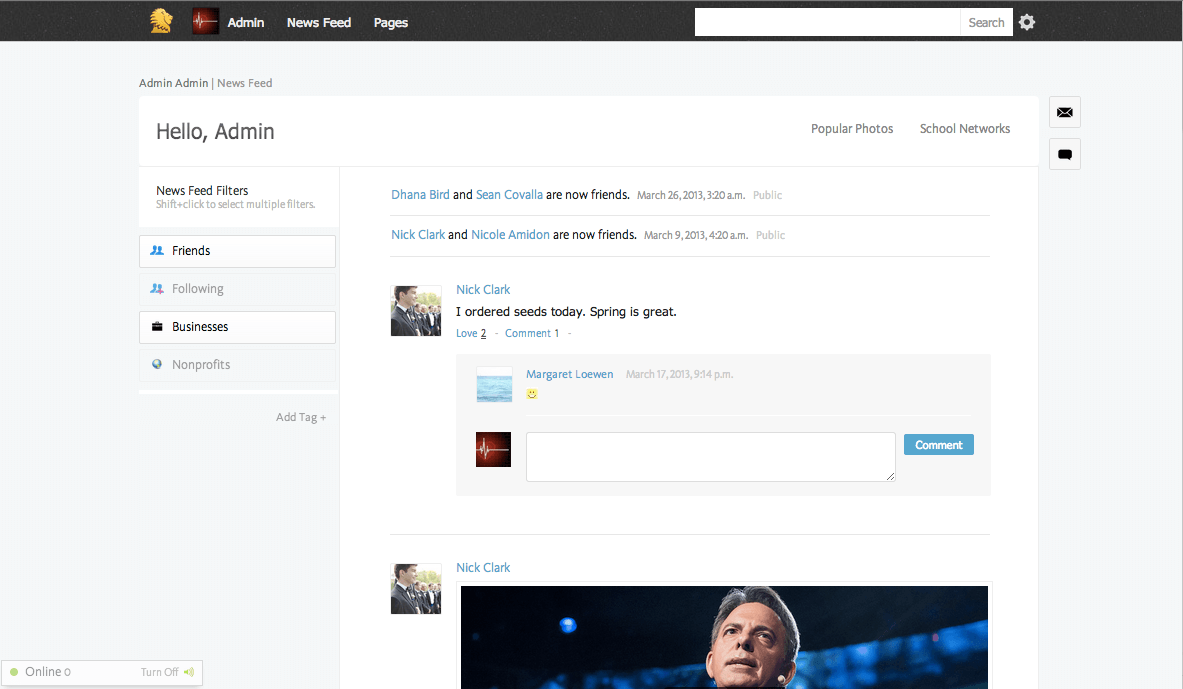 Admin News Feed Pages Search
Admin Admin | News Feed
Hello, Admin
Popular Photos School Networks
News Feed Filters
Shift+click to select multiple filters.
Friends
Following
Businesses
Nonprofits
Add Tag +
Dhana Bird and Sean Covalla are now friends. March 26, 2013, 3:20 a.m. Public
Nick Clark and Nicole Amidon are now friends. March 9, 2013, 4:20 a.m. Public
Nick Clark
I ordered seeds today. Spring is great.
Love 2 - Comment 1 -
Margaret Loewen March 17, 2013, 9:14 p.m.
Comment
Nick Clark
Online 0 Turn Off